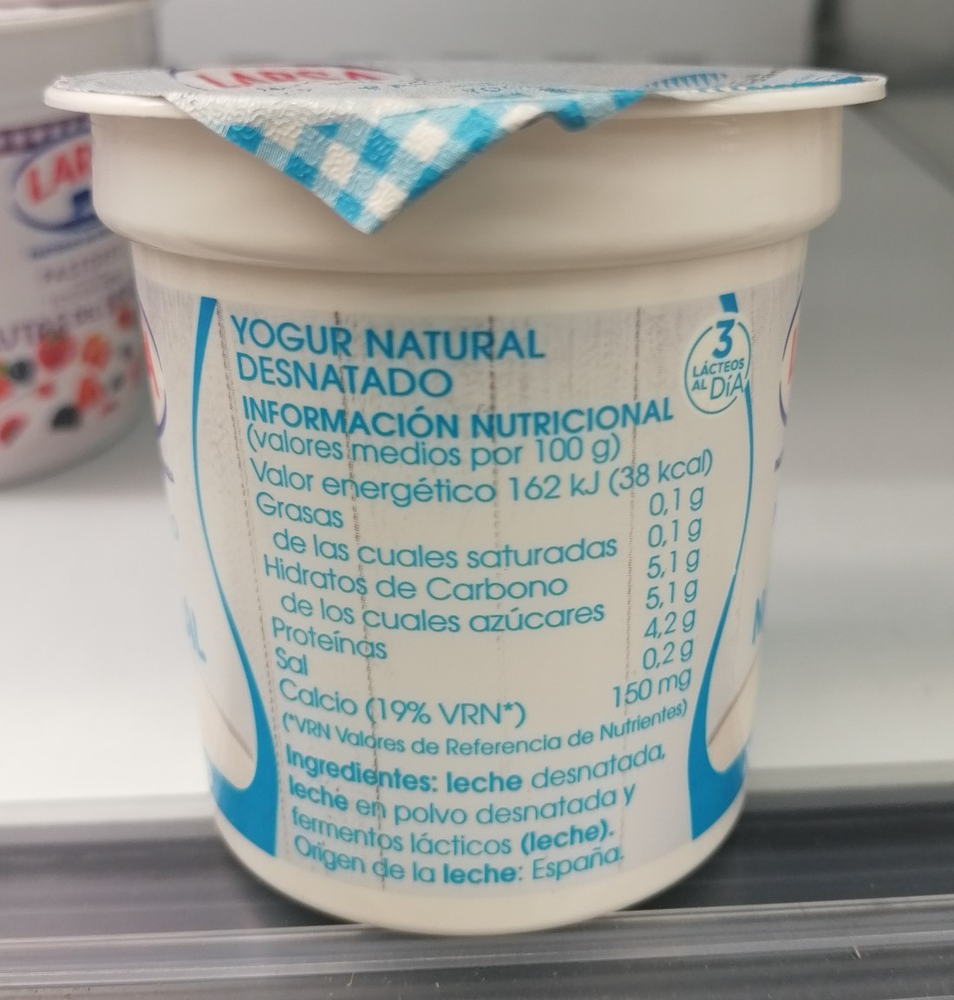 LARSA
YOGUR NATURAL
DESNATADO
3
LÁCTEOS
AL DÍA
INFORMACIÓN NUTRICIONAL
(valores medios por 100 g)
Valor energético 162 kJ (38 kcal)
Grasas 0,1 g
de las cuales saturadas 0,1 g
Hidratos de Carbono 5,1 g
de los cuales azúcares 5,1 g
Proteínas 4,2 g
Sal 0,2 g
Calcio (19% VRN*) 150 mg
(*VRN Valores de Referencia de Nutrientes)
Ingredientes: leche desnatada,
leche en polvo desnatada y
fermentos lácticos (leche).
Origen de la leche: España.